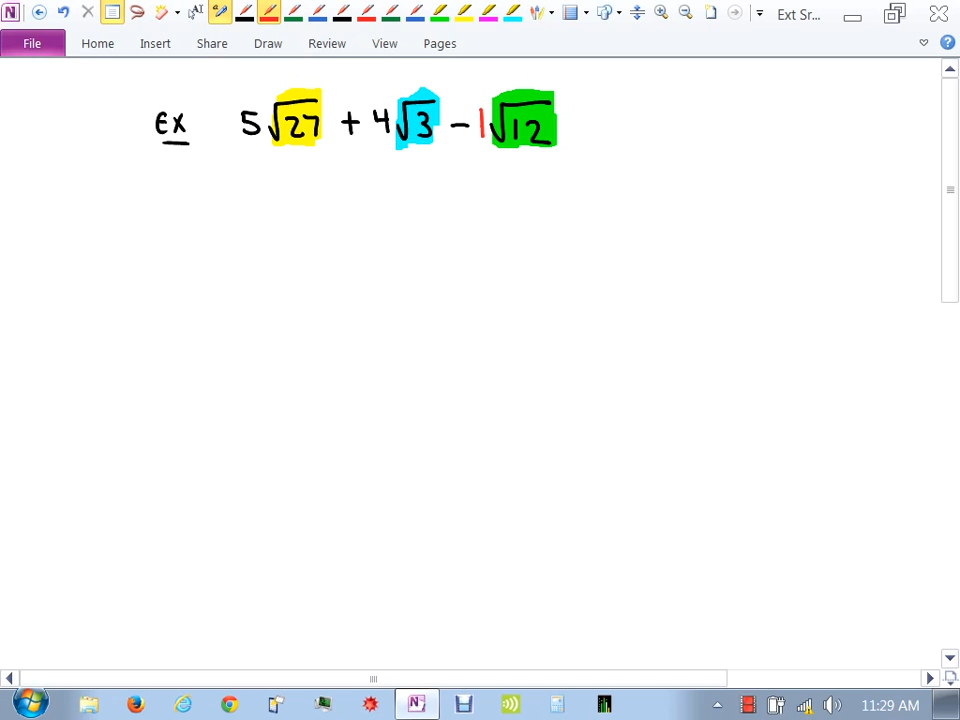 Ext Sr...
File Home Insert Share Draw Review View Pages
Ex 5√27 + 4√3 − 1√12
11:29 AM